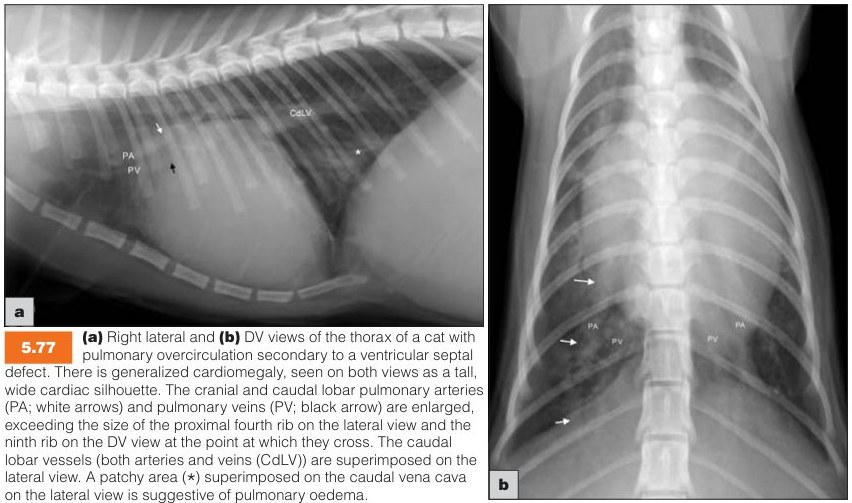 CdLV
*
PA
PV
a
PA
PA
PV
PV
b
5.77
(a) Right lateral and (b) DV views of the thorax of a cat with
pulmonary overcirculation secondary to a ventricular septal
defect. There is generalized cardiomegaly, seen on both views as a tall,
wide cardiac silhouette. The cranial and caudal lobar pulmonary arteries
(PA; white arrows) and pulmonary veins (PV; black arrow) are enlarged,
exceeding the size of the proximal fourth rib on the lateral view and the
ninth rib on the DV view at the point at which they cross. The caudal
lobar vessels (both arteries and veins (CdLV)) are superimposed on the
lateral view. A patchy area (*) superimposed on the caudal vena cava
on the lateral view is suggestive of pulmonary oedema.